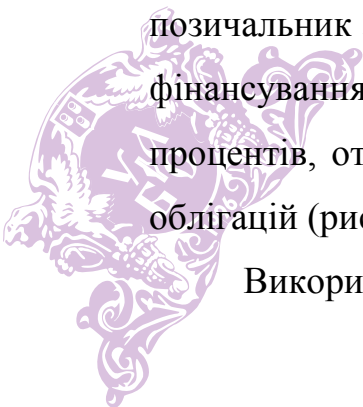 позичальник
фінансування
процентів, от
облігацій (рис
Викори